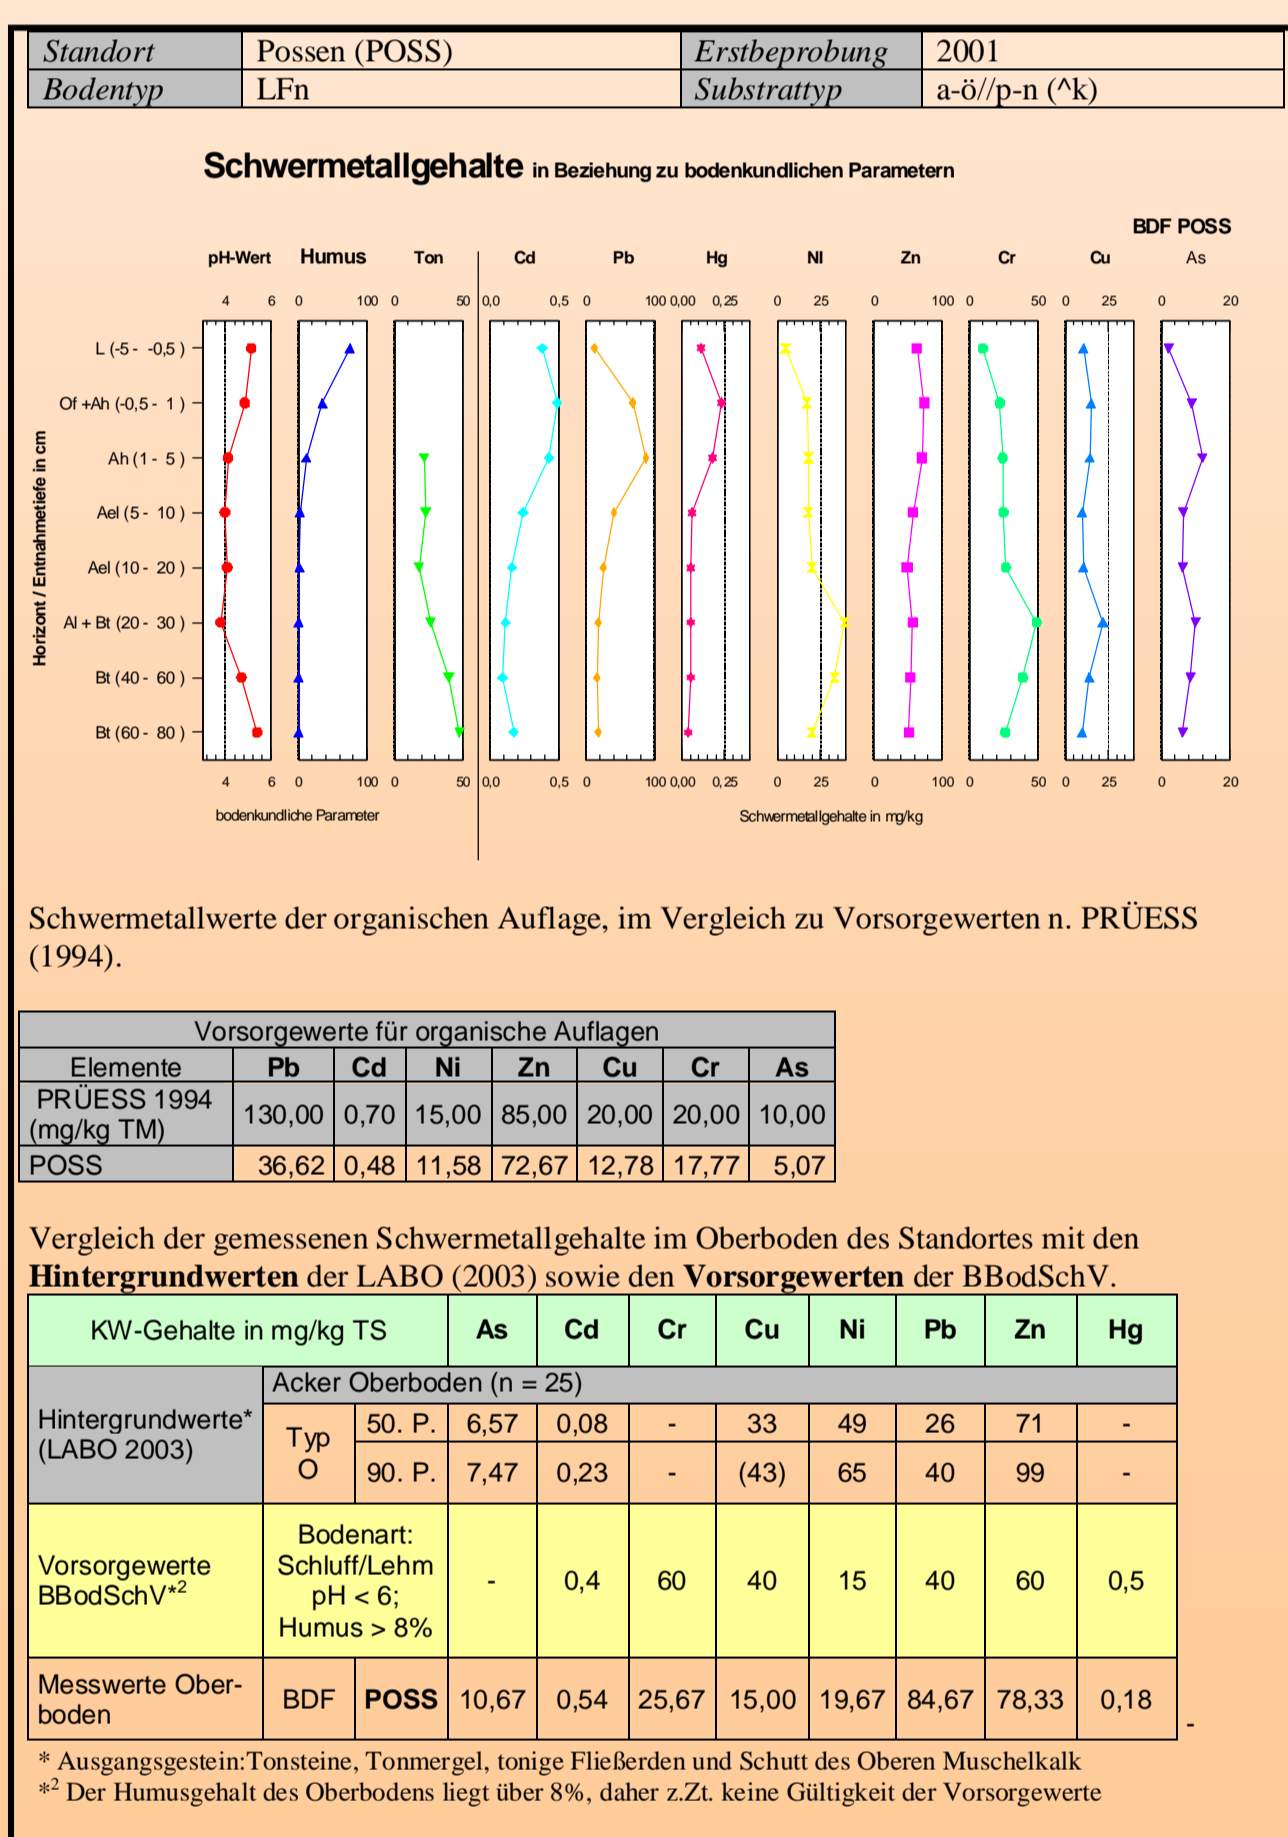 Standort Possen (POSS) Erstbeprobung 2001
Bodentyp LFn Substrattyp a-ö//p-n (^k)
Schwermetallgehalte in Beziehung zu bodenkundlichen Parametern
BDF POSS
pH-Wert Humus Ton Cd Pb Hg NI Zn Cr Cu As
4 6 0 100 0 50 0,0 0,5 0 100 0,00 0,25 0 25 0 100 0 50 0 25 0 20
Horizont / Entnahmetiefe in cm
L (-5 - -0,5 )
Of +Ah (-0,5 - 1 )
Ah (1 - 5 )
Ael (5 - 10 )
Ael (10 - 20 )
Al + Bt (20 - 30 )
Bt (40 - 60 )
Bt (60 - 80 )
4 6 0 100 0 50 0,0 0,5 0 100 0,00 0,25 0 25 0 100 0 50 0 25 0 20
bodenkundliche Parameter Schwermetallgehalte in mg/kg
Schwermetallwerte der organischen Auflage, im Vergleich zu Vorsorgewerten n. PRÜESS
(1994).
Vorsorgewerte für organische Auflagen
Elemente Pb Cd Ni Zn Cu Cr As
PRÜESS 1994
(mg/kg TM) 130,00 0,70 15,00 85,00 20,00 20,00 10,00
POSS 36,62 0,48 11,58 72,67 12,78 17,77 5,07
Vergleich der gemessenen Schwermetallgehalte im Oberboden des Standortes mit den
Hintergrundwerten der LABO (2003) sowie den Vorsorgewerten der BBodSchV.
KW-Gehalte in mg/kg TS As Cd Cr Cu Ni Pb Zn Hg
Hintergrundwerte*
(LABO 2003)
Acker Oberboden (n = 25)
Typ
O
50. P. 6,57 0,08 - 33 49 26 71 -
90. P. 7,47 0,23 - (43) 65 40 99 -
Vorsorgewerte
BBodSchV*²
Bodenart:
Schluff/Lehm
pH < 6;
Humus > 8%
- 0,4 60 40 15 40 60 0,5
Messwerte Ober-
boden
BDF POSS 10,67 0,54 25,67 15,00 19,67 84,67 78,33 0,18 -
* Ausgangsgestein:Tonsteine, Tonmergel, tonige Fließerden und Schutt des Oberen Muschelkalk
*² Der Humusgehalt des Oberbodens liegt über 8%, daher z.Zt. keine Gültigkeit der Vorsorgewerte